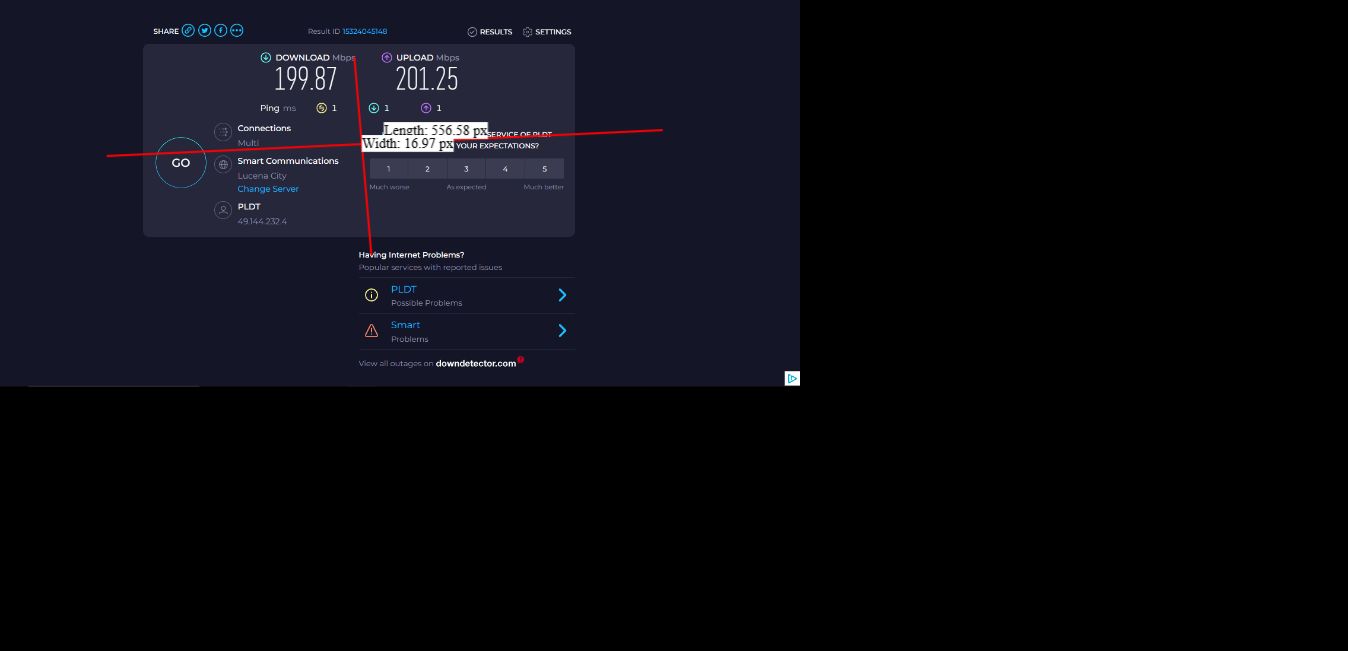 SHARE
Result ID 15324045148
RESULTS SETTINGS
DOWNLOAD Mbps
UPLOAD Mbps
199.87
201.25
Ping ms 1 1 1
Connections
Multi
Smart Communications
Lucena City
Change Server
PLDT
49.144.232.4
Length: 556.58 px
SERVICE OF PLDT
Width: 16.97 px
YOUR EXPECTATIONS?
1 2 3 4 5
Much worse As expected Much better
Having Internet Problems?
Popular services with reported issues
PLDT
Possible Problems
Smart
Problems
View all outages on downdetector.com
GO